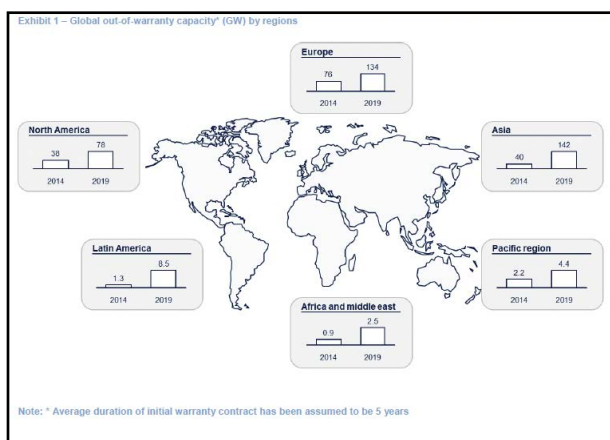 Exhibit 1 – Global out-of-warranty capacity* (GW) by regions
Europe
76 134
2014 2019
North America
38 78
2014 2019
Asia
40 142
2014 2019
Latin America
1.3 8.5
2014 2019
Pacific region
2.2 4.4
2014 2019
Africa and middle east
0.9 2.5
2014 2019
Note: * Average duration of initial warranty contract has been assumed to be 5 years